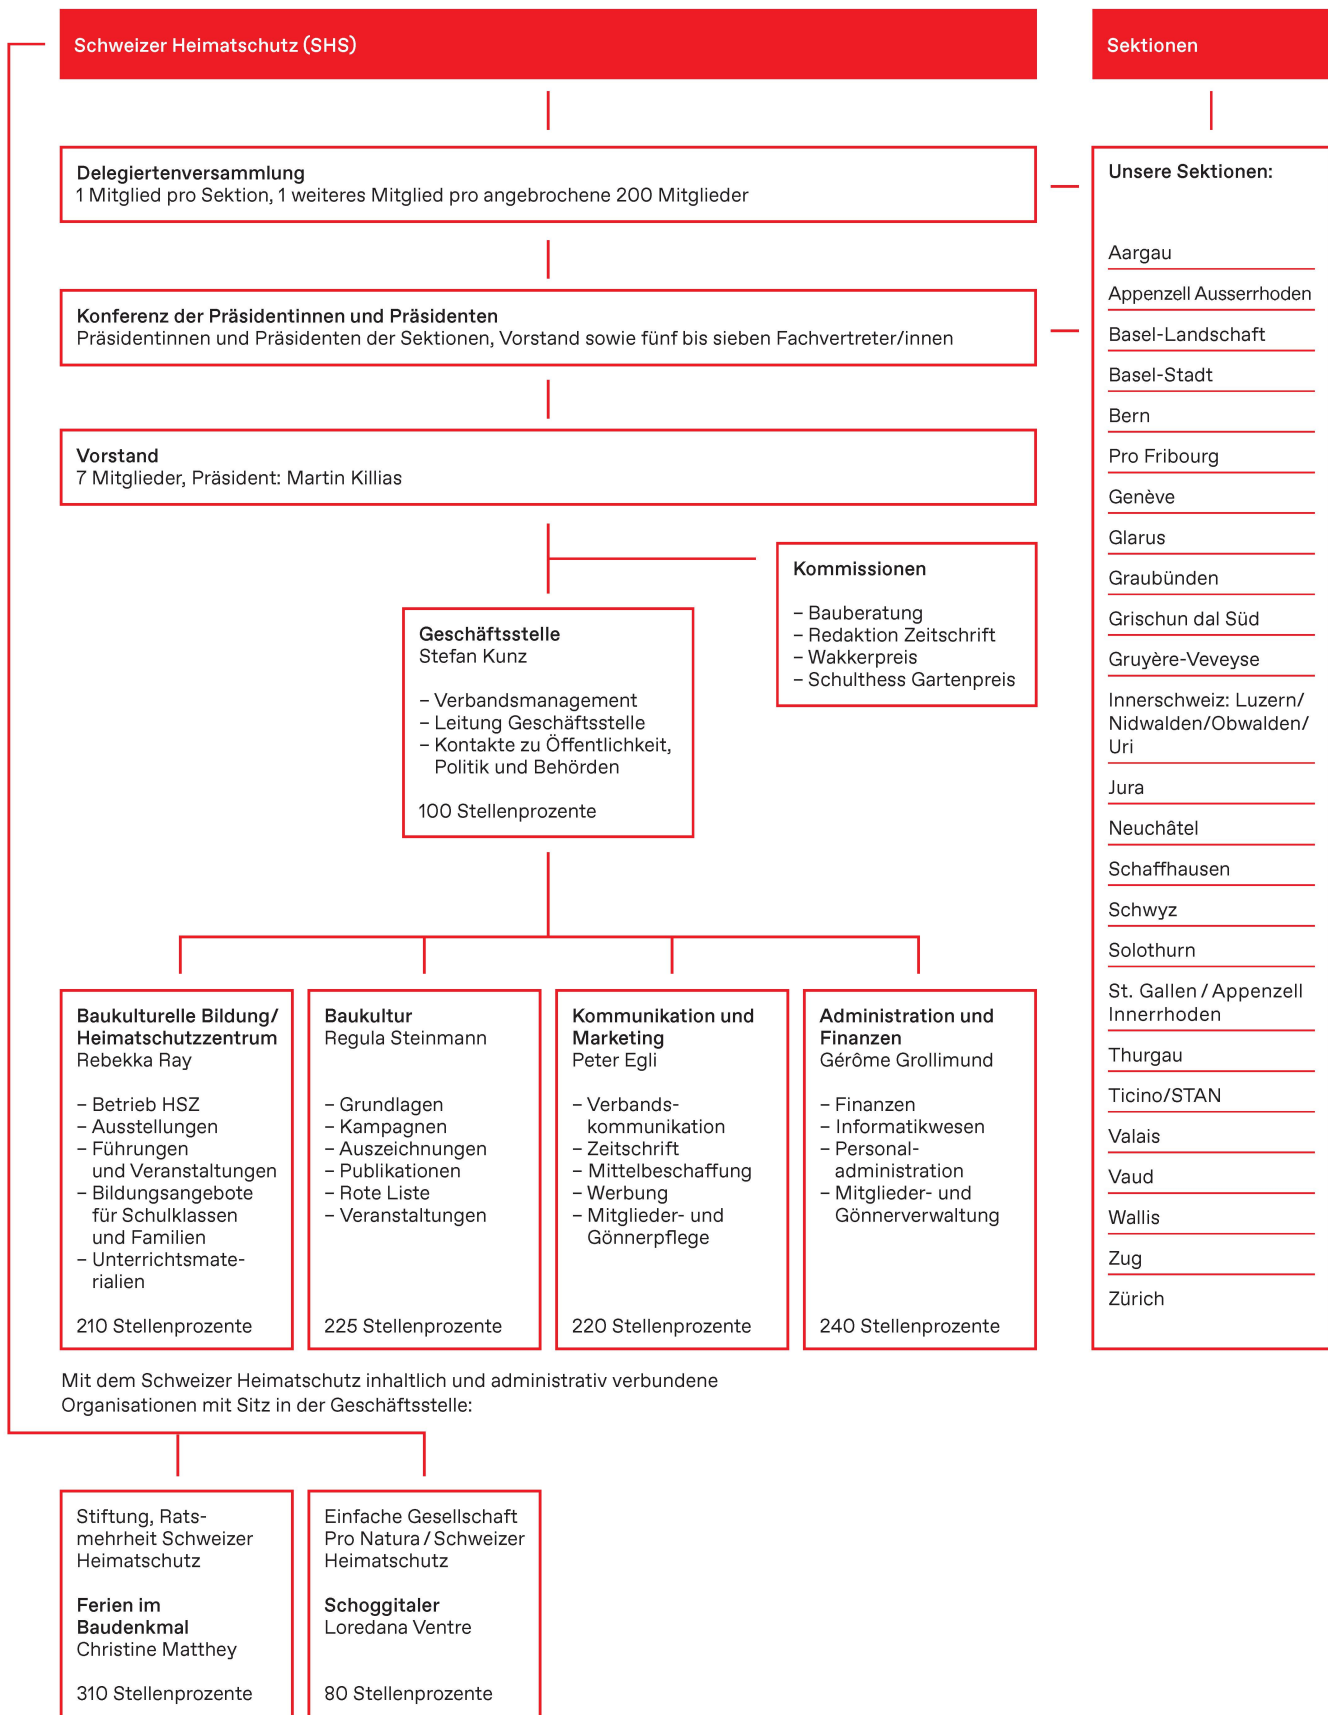 Schweizer Heimatschutz (SHS)
Delegiertenversammlung
1 Mitglied pro Sektion, 1 weiteres Mitglied pro angebrochene 200 Mitglieder
Konferenz der Präsidentinnen und Präsidenten
Präsidentinnen und Präsidenten der Sektionen, Vorstand sowie fünf bis sieben Fachvertreter/innen
Vorstand
7 Mitglieder, Präsident: Martin Killias
Kommissionen
– Bauberatung
– Redaktion Zeitschrift
– Wakkerpreis
– Schulthess Gartenpreis
Geschäftsstelle
Stefan Kunz
– Verbandsmanagement
– Leitung Geschäftsstelle
– Kontakte zu Öffentlichkeit,
Politik und Behörden
100 Stellenprozente
Baukulturelle Bildung/
Heimatschutzzentrum
Rebekka Ray
– Betrieb HSZ
– Ausstellungen
– Führungen
und Veranstaltungen
– Bildungsangebote
für Schulklassen
und Familien
– Unterrichtsmate-
rialien
210 Stellenprozente
Baukultur
Regula Steinmann
– Grundlagen
– Kampagnen
– Auszeichnungen
– Publikationen
– Rote Liste
– Veranstaltungen
225 Stellenprozente
Kommunikation und
Marketing
Peter Egli
– Verbands-
kommunikation
– Zeitschrift
– Mittelbeschaffung
– Werbung
– Mitglieder- und
Gönnerpflege
220 Stellenprozente
Administration und
Finanzen
Gérôme Grollimund
– Finanzen
– Informatikwesen
– Personal-
administration
– Mitglieder- und
Gönnerverwaltung
240 Stellenprozente
Mit dem Schweizer Heimatschutz inhaltlich und administrativ verbundene
Organisationen mit Sitz in der Geschäftsstelle:
Stiftung, Rats-
mehrheit Schweizer
Heimatschutz
Ferien im
Baudenkmal
Christine Matthey
310 Stellenprozente
Einfache Gesellschaft
Pro Natura / Schweizer
Heimatschutz
Schoggitaler
Loredana Ventre
80 Stellenprozente
Sektionen
Unsere Sektionen:
Aargau
Appenzell Ausserrhoden
Basel-Landschaft
Basel-Stadt
Bern
Pro Fribourg
Genève
Glarus
Graubünden
Grischun dal Süd
Gruyère-Veveyse
Innerschweiz: Luzern/
Nidwalden/Obwalden/
Uri
Jura
Neuchâtel
Schaffhausen
Schwyz
Solothurn
St. Gallen / Appenzell
Innerrhoden
Thurgau
Ticino/STAN
Valais
Vaud
Wallis
Zug
Zürich